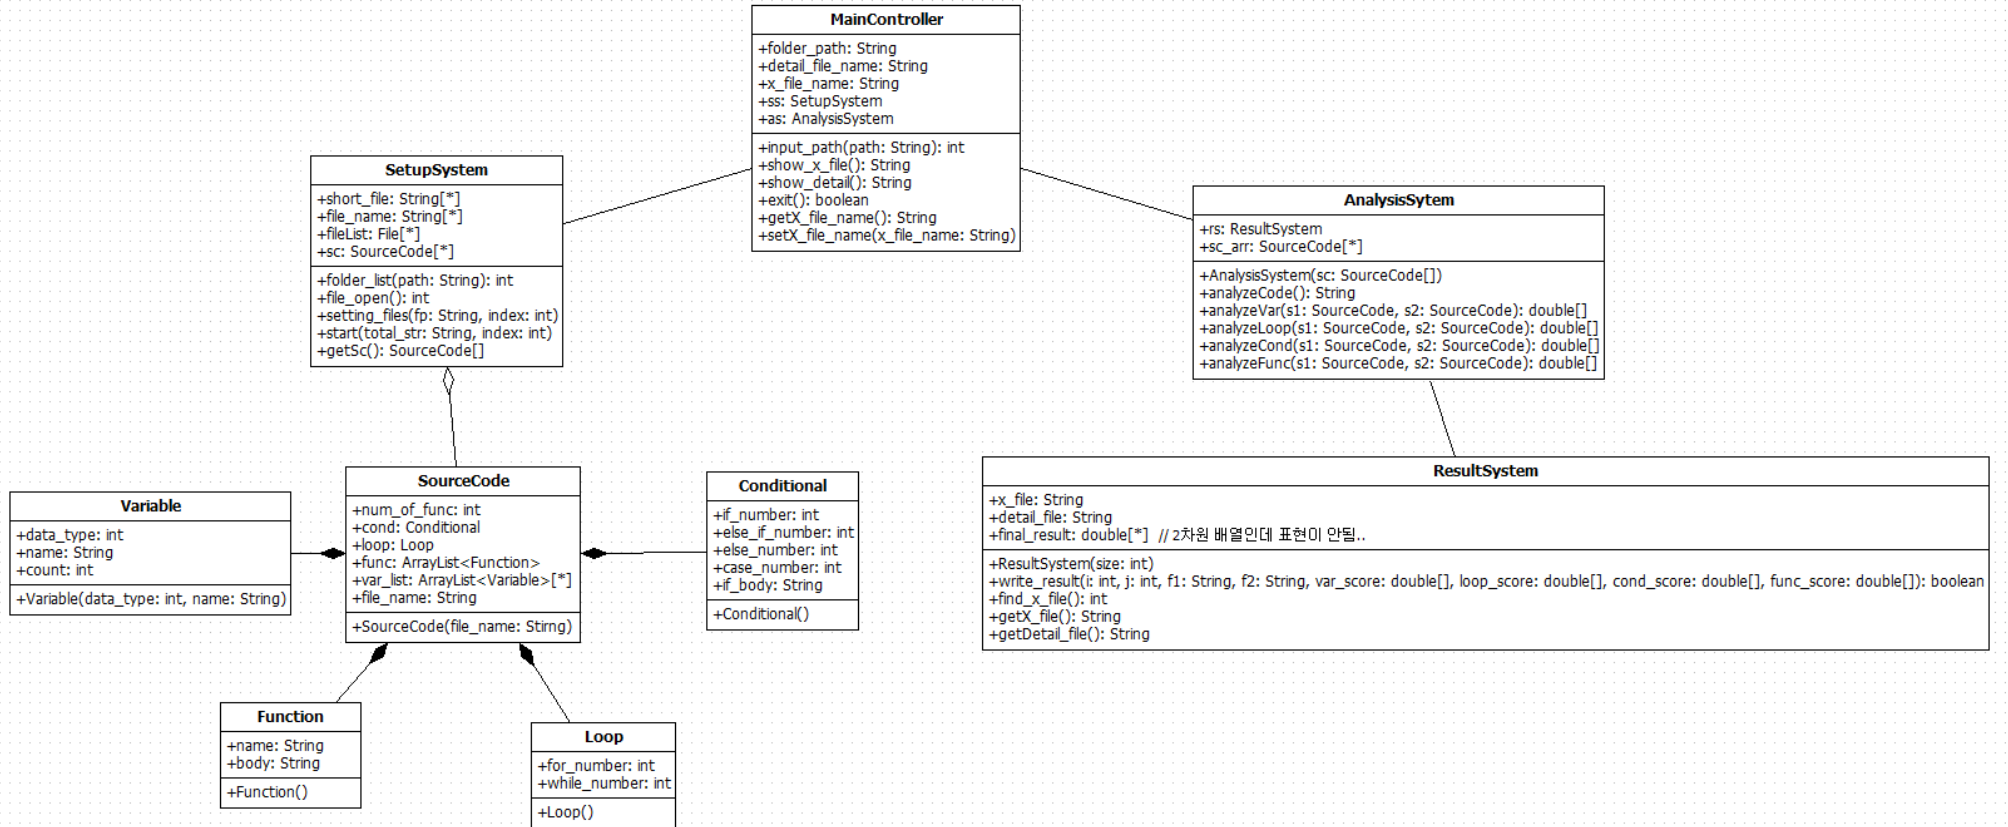 MainController
+folder_path: String
+detail_file_name: String
+x_file_name: String
+ss: SetupSystem
+as: AnalysisSystem
+input_path(path: String): int
+show_x_file(): String
+show_detail(): String
+exit(): boolean
+getX_file_name(): String
+setX_file_name(x_file_name: String)
SetupSystem
+short_file: String[*]
+file_name: String[*]
+fileList: File[*]
+sc: SourceCode[*]
+folder_list(path: String): int
+file_open(): int
+setting_files(fp: String, index: int)
+start(total_str: String, index: int)
+getSc(): SourceCode[]
AnalysisSytem
+rs: ResultSystem
+sc_arr: SourceCode[*]
+AnalysisSystem(sc: SourceCode[])
+analyzeCode(): String
+analyzeVar(s1: SourceCode, s2: SourceCode): double[]
+analyzeLoop(s1: SourceCode, s2: SourceCode): double[]
+analyzeCond(s1: SourceCode, s2: SourceCode): double[]
+analyzeFunc(s1: SourceCode, s2: SourceCode): double[]
Variable
+data_type: int
+name: String
+count: int
+Variable(data_type: int, name: String)
SourceCode
+num_of_func: int
+cond: Conditional
+loop: Loop
+func: ArrayList<Function>
+var_list: ArrayList<Variable>[*]
+file_name: String
+SourceCode(file_name: Stirng)
Conditional
+if_number: int
+else_if_number: int
+else_number: int
+case_number: int
+if_body: String
+Conditional()
ResultSystem
+x_file: String
+detail_file: String
+final_result: double[*] // 2차원 배열인데 표현이 안됨..
+ResultSystem(size: int)
+write_result(i: int, j: int, f1: String, f2: String, var_score: double[], loop_score: double[], cond_score: double[], func_score: double[]): boolean
+find_x_file(): int
+getX_file(): String
+getDetail_file(): String
Function
+name: String
+body: String
+Function()
Loop
+for_number: int
+while_number: int
+Loop()